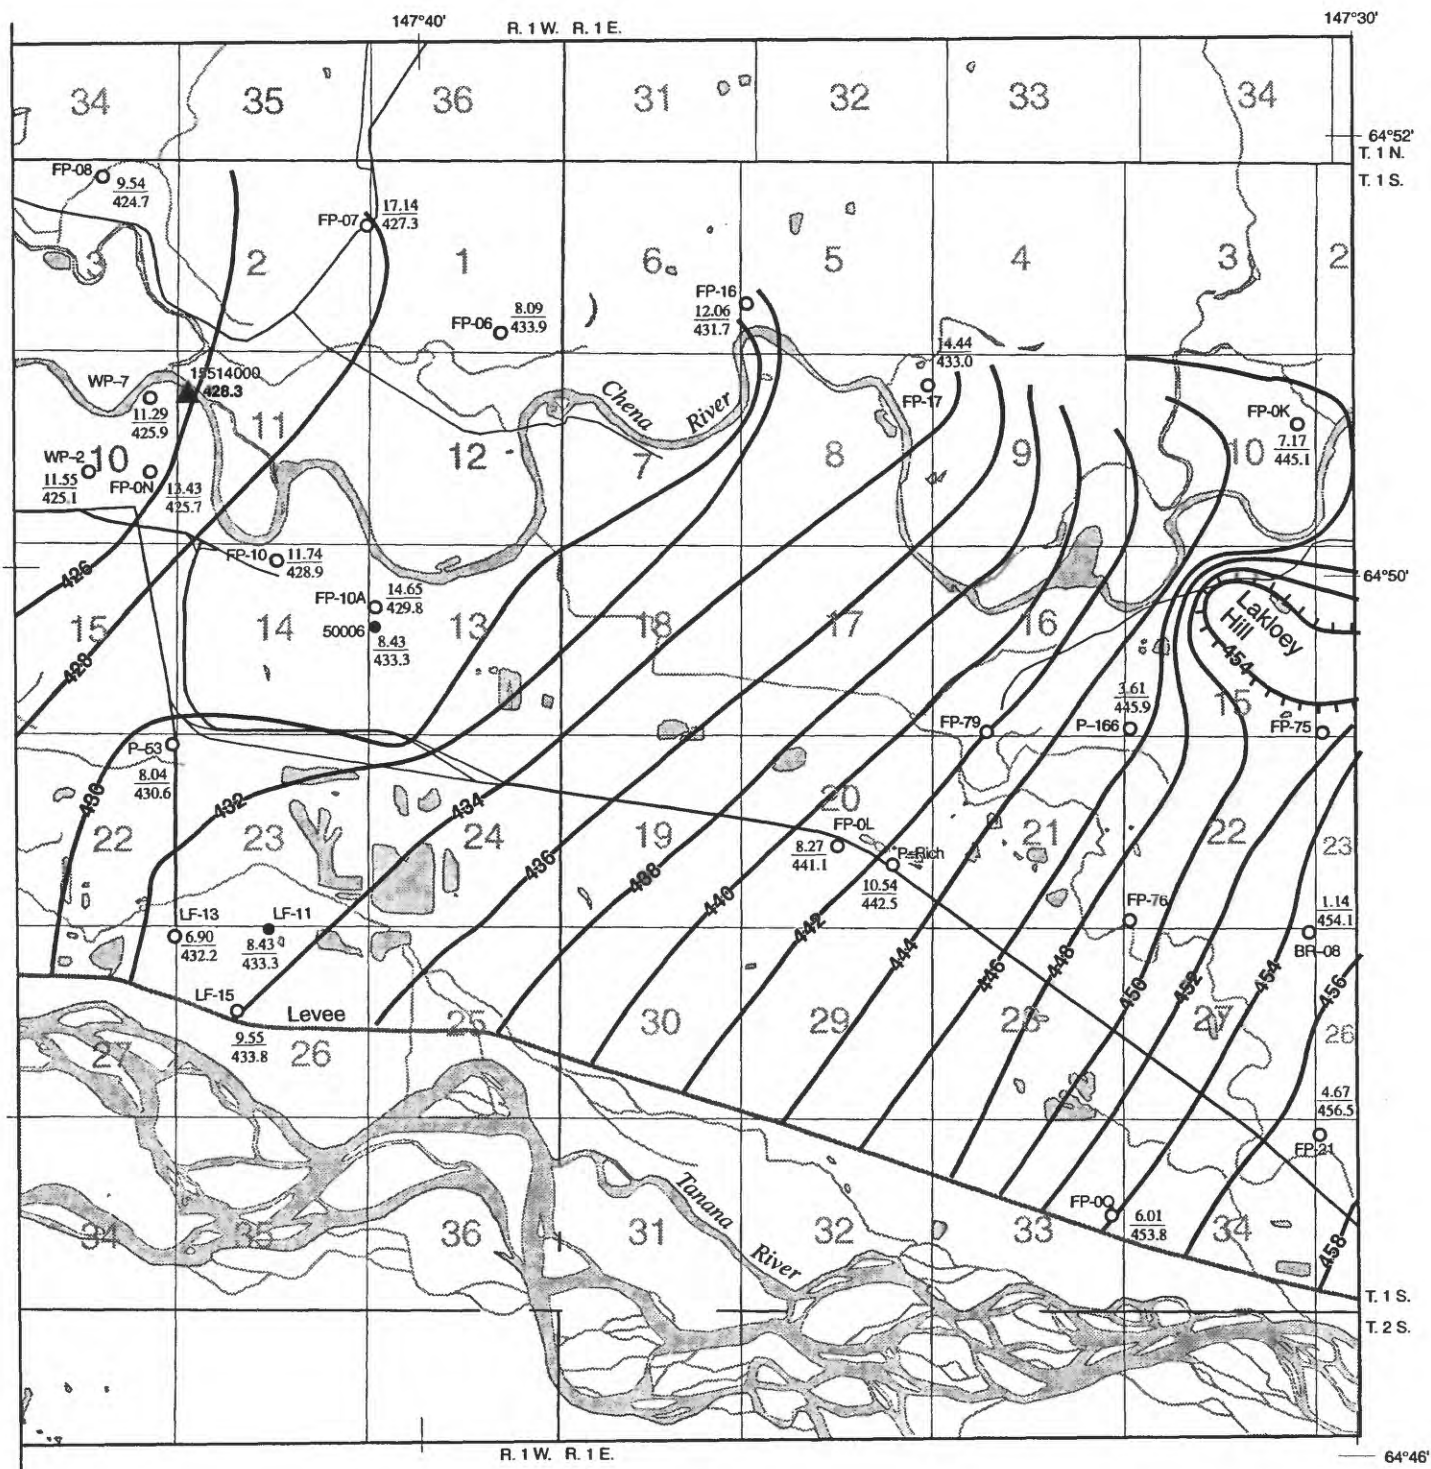 147°40'
147°30'
R. 1 W. R. 1 E.
34 35 36 31 32 33 34
64°52'
T. 1 N.
T. 1 S.
FP-08
9.54
424.7
FP-07
17.14
427.3
3 2 1 6 5 4 3 2
FP-16
12.06
431.7
FP-06
8.09
433.9
14.44
433.0
FP-17
15514000
428.3
WP-7
11.29
425.9
Chena
River
FP-0K
7.17
445.1
10 11 12 7 8 9 10
WP-2
11.55
425.1
FP-0N
13.43
425.7
FP-10
11.74
428.9
426
64°50'
FP-10A
14.65
429.8
50006
8.43
433.3
15 14 13 18 17 16 15
Lakloey
Hill
454
428
3.61
445.9
P-166
FP-79
FP-75
P-53
8.04
430.6
430
432
434
22 23 24 19 20 21 22 23
FP-0L
8.27
441.1
P-Rich
10.54
442.5
436
438
440
442
444
446
448
450
452
454
456
FP-76
1.14
454.1
BR-08
LF-13
6.90
432.2
LF-11
8.43
433.3
LF-15
9.55
433.8
Levee
27 26 25 30 29 28 27 26
4.67
456.5
FP-21
FP-0Q
6.01
453.8
Tanana
River
34 35 36 31 32 33 34
458
T. 1 S.
T. 2 S.
R. 1 W. R. 1 E.
64°46'